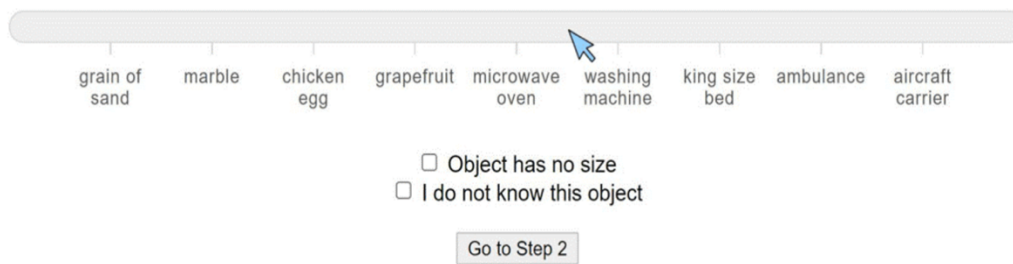 grain of marble chicken grapefruit microwave washing king size ambulance aircraft
sand egg oven machine bed carrier
Object has no size
I do not know this object
Go to Step 2